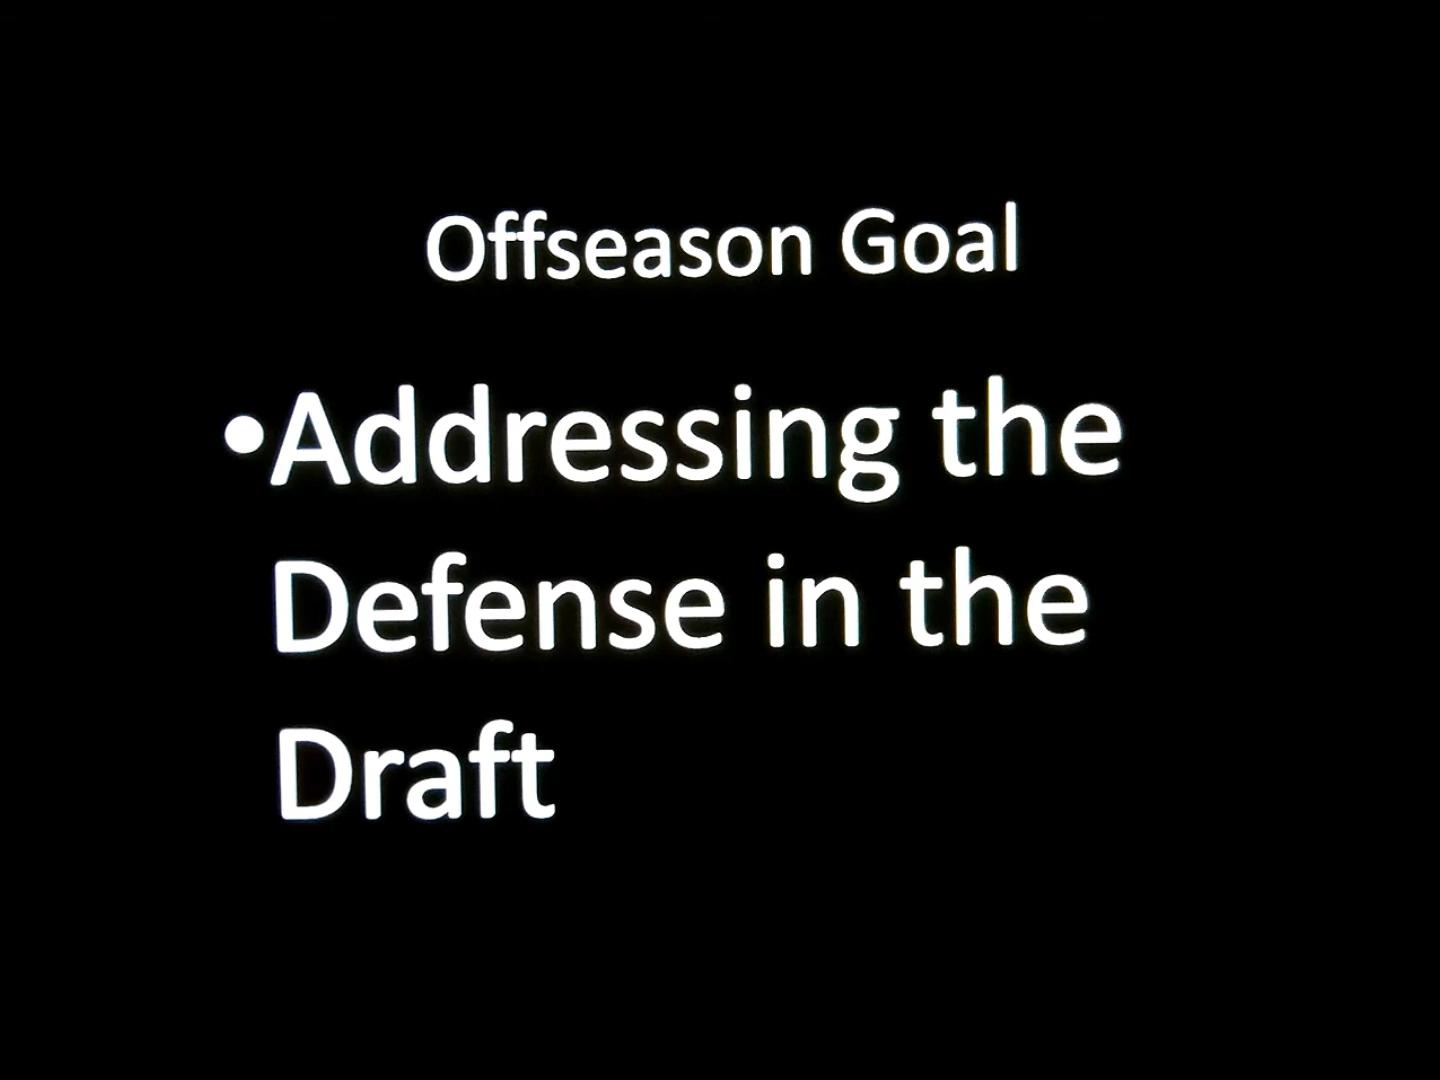 Offseason Goal
•Addressing the
Defense in the
Draft